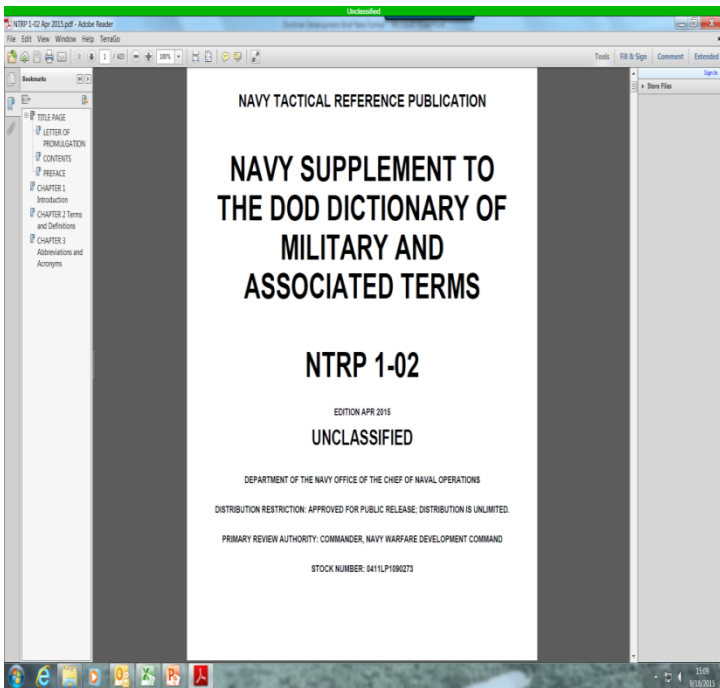 Unclassified
NTRP 1-02 Apr 2015.pdf - Adobe Reader
File Edit View Window Help TerraGo
1 / 423
100%
Tools Fill & Sign Comment Extended
Bookmarks
Sign In
Store Files
TITLE PAGE
LETTER OF
PROMULGATION
CONTENTS
PREFACE
CHAPTER 1
Introduction
CHAPTER 2 Terms
and Definitions
CHAPTER 3
Abbreviations and
Acronyms
NAVY TACTICAL REFERENCE PUBLICATION
NAVY SUPPLEMENT TO
THE DOD DICTIONARY OF
MILITARY AND
ASSOCIATED TERMS
NTRP 1-02
EDITION APR 2015
UNCLASSIFIED
DEPARTMENT OF THE NAVY OFFICE OF THE CHIEF OF NAVAL OPERATIONS
DISTRIBUTION RESTRICTION: APPROVED FOR PUBLIC RELEASE; DISTRIBUTION IS UNLIMITED.
PRIMARY REVIEW AUTHORITY: COMMANDER, NAVY WARFARE DEVELOPMENT COMMAND
STOCK NUMBER: 0411LP1090273
15:09
9/18/2015